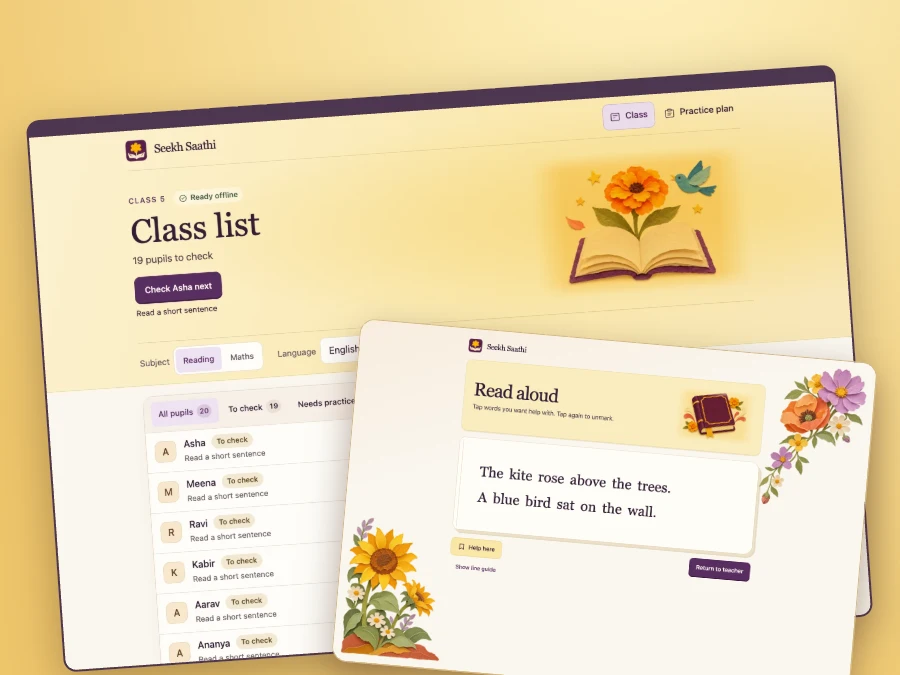 Seekh Saathi
Class
Practice plan
CLASS 5
Ready offline
Class list
19 pupils to check
Check Asha next
Read a short sentence
Subject
Reading
Maths
Language
English
All pupils 20
To check 19
Needs practice
A
Asha
To check
Read a short sentence
M
Meena
To check
Read a short sentence
R
Ravi
To check
Read a short sentence
K
Kabir
To check
Read a short sentence
A
Aarav
To check
Read a short sentence
A
Ananya
To check
Read a short sentence
Seekh Saathi
Read aloud
Tap words you want help with. Tap again to unmark.
The kite rose above the trees.
A blue bird sat on the wall.
Help here
Show line guide
Return to teacher